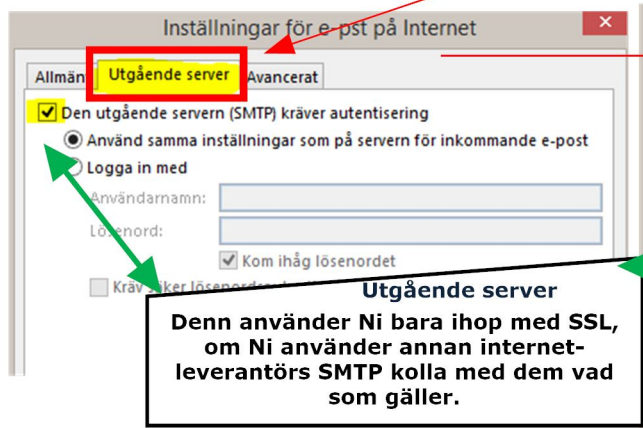 Inställningar för e-pst på Internet
Allmän Utgående server Avancerat
Den utgående servern (SMTP) kräver autentisering
Använd samma inställningar som på servern för inkommande e-post
Logga in med
Användarnamn:
Lösenord:
Kom ihåg lösenordet
Kräv säker
Utgående server
Denn använder Ni bara ihop med SSL,
om Ni använder annan internet-
leverantörs SMTP kolla med dem vad
som gäller.